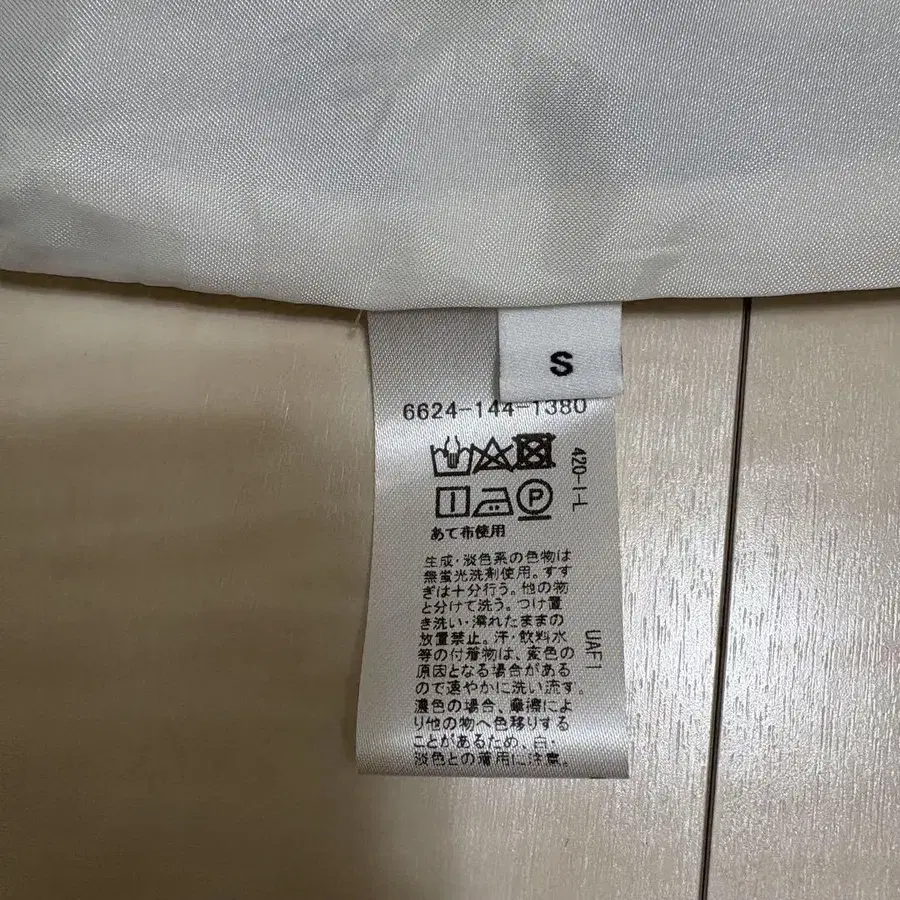 S
6624-144-1380
P
420-I-L
あて布使用
生成・淡色系の色物は
無蛍光洗剤使用。すす
ぎは十分行う。他の物
と分けて洗う。つけ置
き洗い・濡れたままの
放置禁止。汗・飲料水
等の付着物は、変色の
原因となる場合がある
ので速やかに洗い流す。
濃色の場合、摩擦によ
り他の物へ色移りする
ことがあるため、白・
淡色との着用に注意。
UAF1